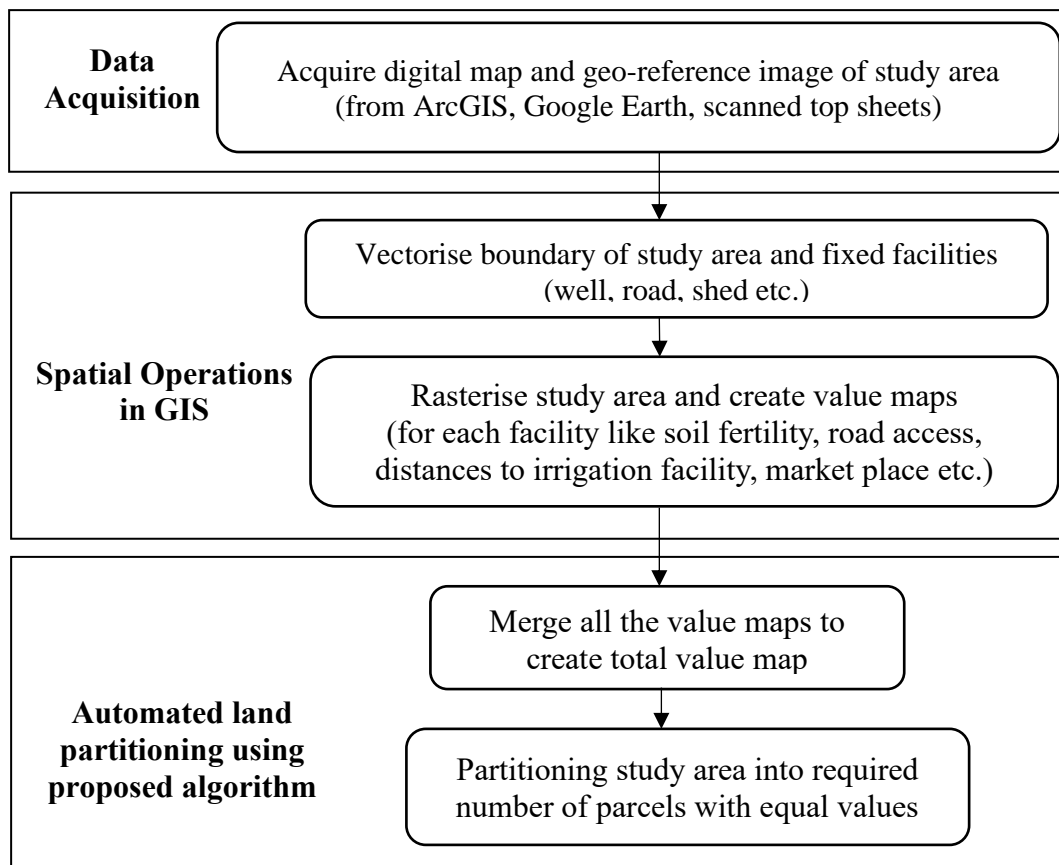 Data
Acquisition
Acquire digital map and geo-reference image of study area
(from ArcGIS, Google Earth, scanned top sheets)
Vectorise boundary of study area and fixed facilities
(well, road, shed etc.)
Spatial Operations
in GIS
Rasterise study area and create value maps
(for each facility like soil fertility, road access,
distances to irrigation facility, market place etc.)
Merge all the value maps to
create total value map
Automated land
partitioning using
proposed algorithm
Partitioning study area into required
number of parcels with equal values